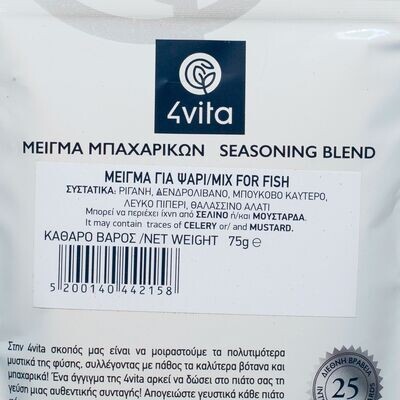 4vita
ΜΕΙΓΜΑ ΜΠΑΧΑΡΙΚΩΝ SEASONING BLEND
ΜΕΙΓΜΑ ΓΙΑ ΨΑΡΙ/MIX FOR FISH
ΣΥΣΤΑΤΙΚΑ: ΡΙΓΑΝΗ, ΔΕΝΔΡΟΛΙΒΑΝΟ, ΜΠΟΥΚΟΒΟ ΚΑΥΤΕΡΟ,
ΛΕΥΚΟ ΠΙΠΕΡΙ, ΘΑΛΑΣΣΙΝΟ ΑΛΑΤΙ
Μπορεί να περιέχει ίχνη από ΣΕΛΙΝΟ ή/και ΜΟΥΣΤΑΡΔΑ.
It may contain traces of CELERY or/ and MUSTARD.
ΚΑΘΑΡΟ ΒΑΡΟΣ /NET WEIGHT 75g ℮
5 200140 442158
Στην 4vita σκοπός μας είναι να μοιραστούμε τα πολυτιμότερα
μυστικά της φύσης, συλλέγοντας με πάθος τα καλύτερα βότανα και
μπαχαρικά! Ένα άγγιγμα της 4vita αρκεί να δώσει στο πιάτο σας τη
γεύση μιας αυθεντικής συνταγής! Απογειώστε γευστικά κάθε πιάτο
ΔΙΕΘΝΗ ΒΡΑΒΕΙΑ
25